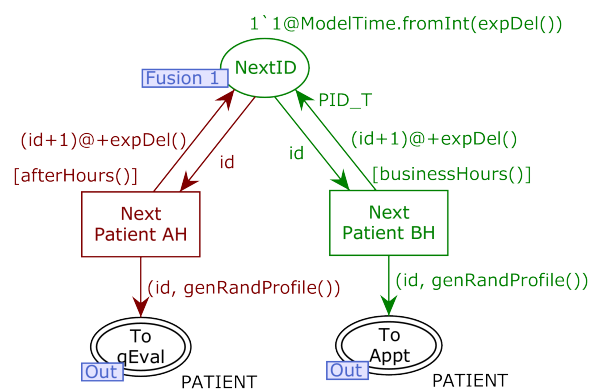 1`1@ModelTime.fromInt(expDel())
NextID
Fusion 1
PID_T
(id+1)@+expDel()
id
id
(id+1)@+expDel()
[afterHours()]
[businessHours()]
Next
Patient AH
Next
Patient BH
(id, genRandProfile())
(id, genRandProfile())
To
qEval
Out
PATIENT
To
Appt
Out
PATIENT